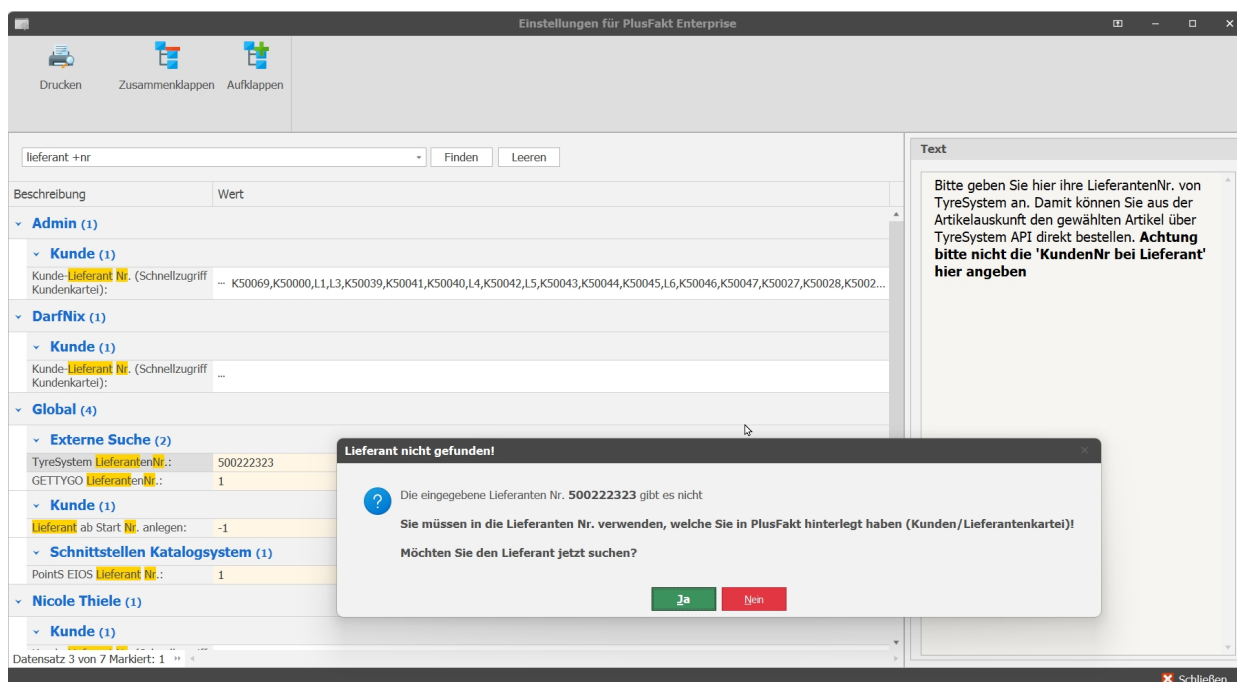 Einstellungen für PlusFakt Enterprise
Drucken
Zusammenklappen
Aufklappen
lieferant +nr
Finden
Leeren
Beschreibung
Wert
Admin (1)
Kunde (1)
Kunde-Lieferant Nr. (Schnellzugriff
Kundenkartei):
... K50069,K50000,L1,L3,K50039,K50041,K50040,L4,K50042,L5,K50043,K50044,K50045,L6,K50046,K50047,K50027,K50028,K5002...
DarfNix (1)
Kunde (1)
Kunde-Lieferant Nr. (Schnellzugriff
Kundenkartei):
...
Global (4)
Externe Suche (2)
TyreSystem LieferantenNr.:
500222323
GETTYGO LieferantenNr.:
1
Kunde (1)
Lieferant ab Start Nr. anlegen:
-1
Schnittstellen Katalogsystem (1)
PointS EIOS Lieferant Nr.:
1
Nicole Thiele (1)
Kunde (1)
Datensatz 3 von 7 Markiert: 1
Text
Bitte geben Sie hier ihre LieferantenNr. von
TyreSystem an. Damit können Sie aus der
Artikelauskunft den gewählten Artikel über
TyreSystem API direkt bestellen. Achtung
bitte nicht die 'KundenNr bei Lieferant'
hier angeben
Lieferant nicht gefunden!
Die eingegebene Lieferanten Nr. 500222323 gibt es nicht
Sie müssen in die Lieferanten Nr. verwenden, welche Sie in PlusFakt hinterlegt haben (Kunden/Lieferantenkartei)!
Möchten Sie den Lieferant jetzt suchen?
Ja
Nein
Schließen